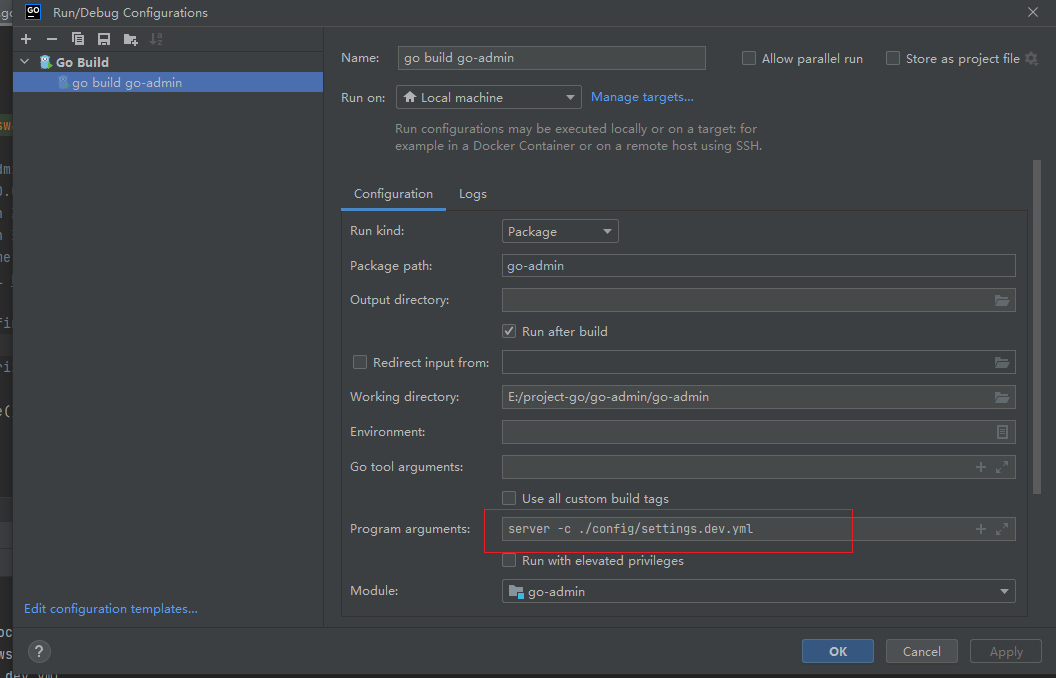 GO Run/Debug Configurations
Go Build
go build go-admin
Name: go build go-admin Allow parallel run Store as project file
Run on: Local machine Manage targets...
Run configurations may be executed locally or on a target: for
example in a Docker Container or on a remote host using SSH.
Configuration Logs
Run kind: Package
Package path: go-admin
Output directory:
Run after build
Redirect input from:
Working directory: E:/project-go/go-admin/go-admin
Environment:
Go tool arguments:
Use all custom build tags
Program arguments: server -c ./config/settings.dev.yml
Run with elevated privileges
Module: go-admin
Edit configuration templates...
? OK Cancel Apply